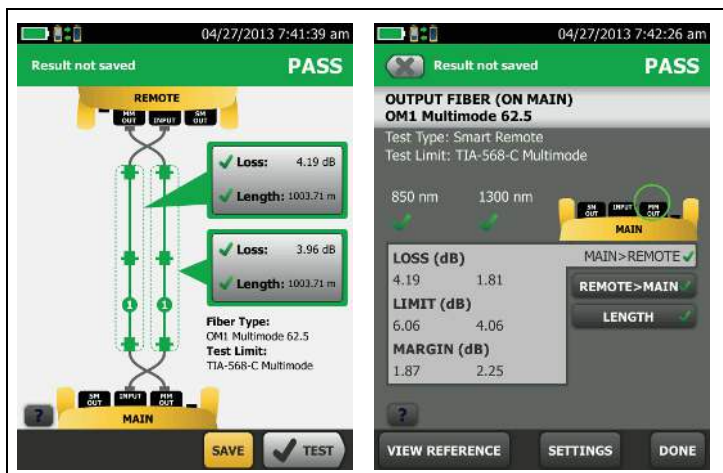 04/27/2013 7:41:39 am
Result not saved PASS
REMOTE
MM OUT INPUT SM OUT
Loss: 4.19 dB
Length: 1003.71 m
Loss: 3.96 dB
Length: 1003.71 m
1 1
Fiber Type:
OM1 Multimode 62.5
Test Limit:
TIA-568-C Multimode
SM OUT INPUT MM OUT
MAIN
? SAVE TEST
04/27/2013 7:42:26 am
Result not saved PASS
OUTPUT FIBER (ON MAIN)
OM1 Multimode 62.5
Test Type: Smart Remote
Test Limit: TIA-568-C Multimode
850 nm 1300 nm
SM OUT INPUT MM OUT
MAIN
LOSS (dB) MAIN>REMOTE
4.19 1.81 REMOTE>MAIN
LIMIT (dB) LENGTH
6.06 4.06
MARGIN (dB)
1.87 2.25
?
VIEW REFERENCE SETTINGS DONE